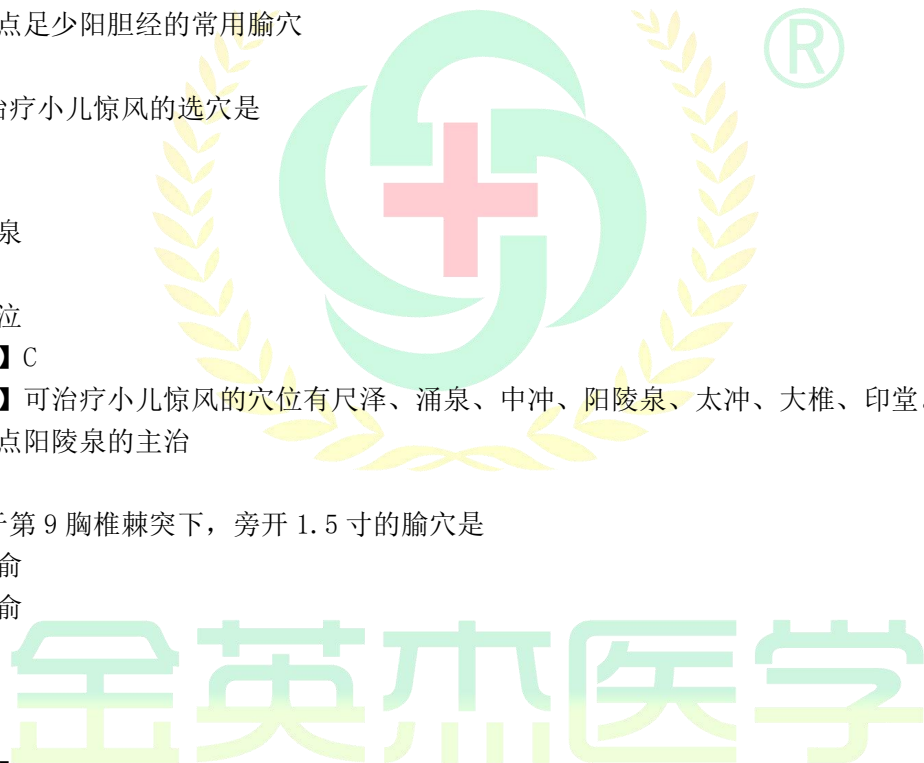 点足少阳胆经的常用腧穴
治疗小儿惊风的选穴是
泉
位
】C
】可治疗小儿惊风的穴位有尺泽、涌泉、中冲、阳陵泉、太冲、大椎、印堂
点阳陵泉的主治
于第 9 胸椎棘突下，旁开 1.5 寸的腧穴是
俞
俞
金英杰医学
®